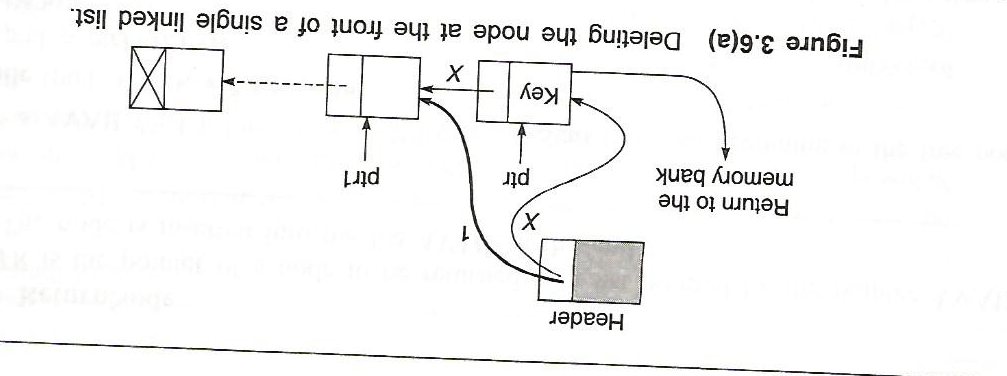 Header
1
X
Return to the
memory bank
ptr
ptr1
Key
X
Figure 3.6(a) Deleting the node at the front of a single linked list.